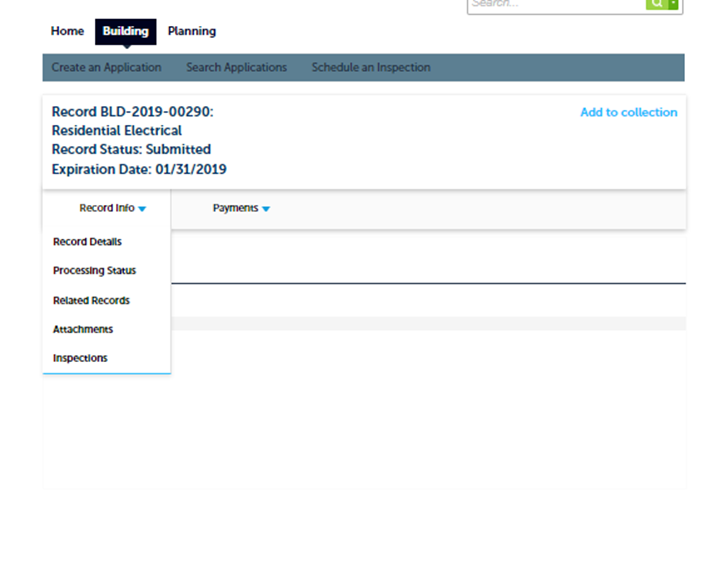 Search...
Home Building Planning
Create an Application Search Applications Schedule an Inspection
Record BLD-2019-00290:
Add to collection
Residential Electrical
Record Status: Submitted
Expiration Date: 01/31/2019
Record Info Payments
Record Details
Processing Status
Related Records
Attachments
Inspections